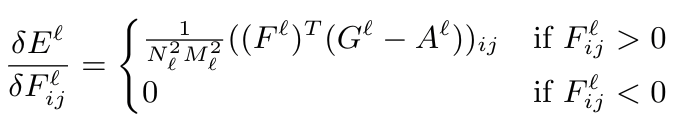 \frac{\delta E^{\ell}}{\delta F_{ij}^{\ell}} = \begin{cases} \frac{1}{N_{\ell}^{2} M_{\ell}^{2}} ((F^{\ell})^{T} (G^{\ell} - A^{\ell}))_{ij} & \text{if } F_{ij}^{\ell} > 0 \\ 0 & \text{if } F_{ij}^{\ell} < 0 \end{cases}